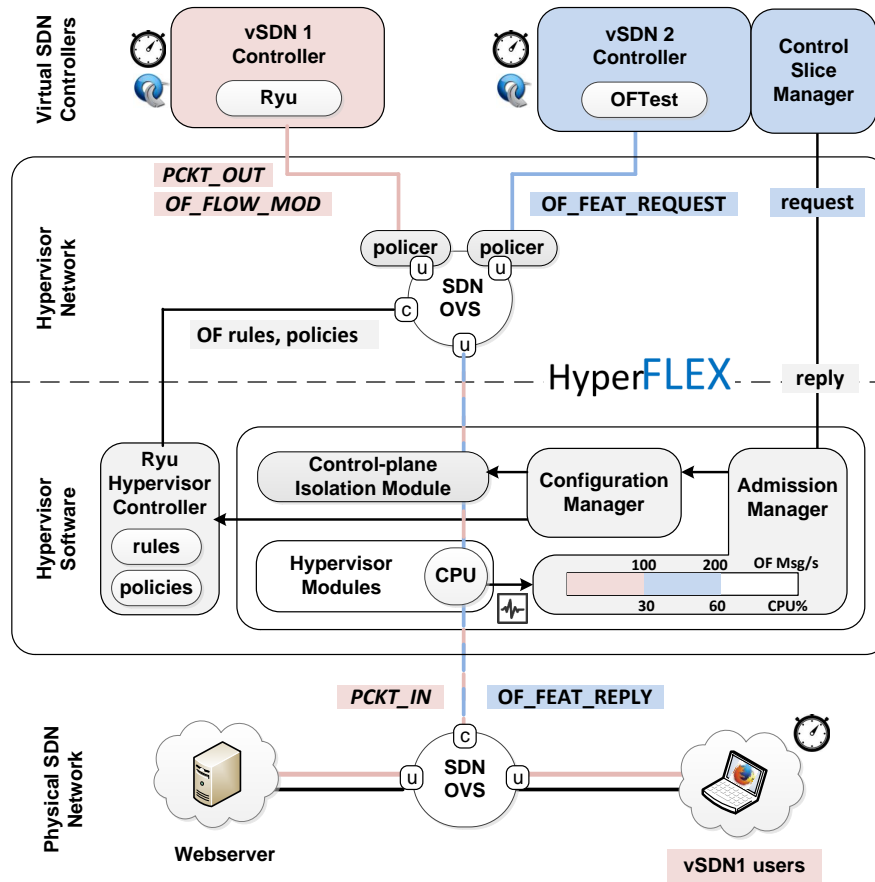 Virtual SDN
Controllers
vSDN 1
Controller
Ryu
vSDN 2
Controller
OFTest
Control
Slice
Manager
Hypervisor
Network
PCKT_OUT
OF_FLOW_MOD
OF_FEAT_REQUEST
request
policer
policer
u
u
SDN
OVS
c
u
OF rules, policies
HyperFLEX
reply
Hypervisor
Software
Ryu
Hypervisor
Controller
rules
policies
Control-plane
Isolation Module
Configuration
Manager
Admission
Manager
Hypervisor
Modules
CPU
100 200 OF Msg/s
30 60 CPU%
Physical SDN
Network
PCKT_IN
OF_FEAT_REPLY
c
SDN
OVS
u
u
Webserver
vSDN1 users